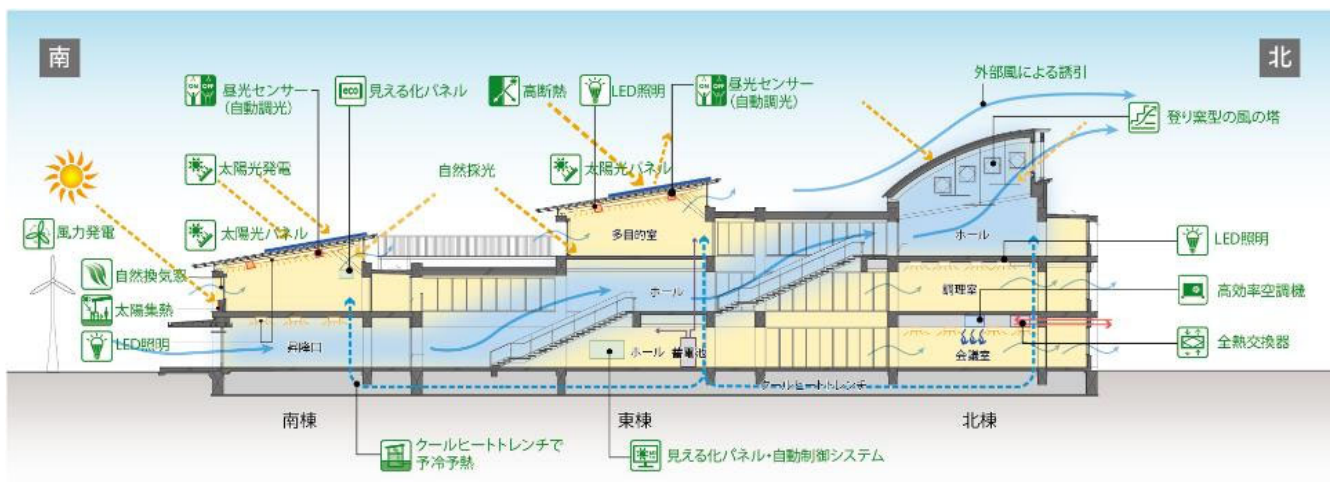 南
北
外部風による誘引
昼光センサー
(自動調光)
見える化パネル
高断熱
LED照明
昼光センサー
(自動調光)
登り窯型の風の塔
太陽光発電
自然採光
太陽光パネル
風力発電
太陽光パネル
多目的室
ホール
LED照明
自然換気窓
ホール
調理室
高効率空調機
太陽集熱
LED照明
昇降口
ホール
蓄電池
会議室
全熱交換器
クールヒートトレンチ
南棟
東棟
北棟
クールヒートトレンチで
予冷予熱
見える化パネル・自動制御システム
eco